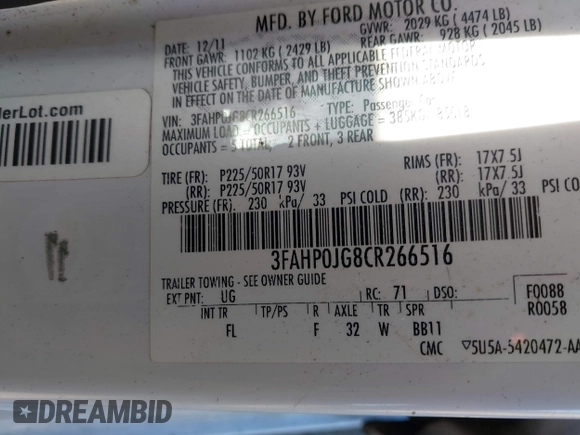 MFD. BY FORD MOTOR CO.
DATE: 12/11 GVWR: 2029 KG ( 4474 LB)
FRONT GAWR: 1102 KG ( 2429 LB) REAR GAWR: 928 KG ( 2045 LB)
THIS VEHICLE CONFORMS TO ALL APPLICABLE FEDERAL MOTOR
VEHICLE SAFETY, BUMPER, AND THEFT PREVENTION STANDARDS
IN EFFECT ON THE DATE OF MANUFACTURE SHOWN ABOVE.
VIN: 3FAHP0JG8CR266516 TYPE: Passenger Car
MAXIMUM LOAD = OCCUPANTS + LUGGAGE = 385KG/ 850LB
OCCUPANTS = 5 TOTAL, 2 FRONT, 3 REAR
TIRE (FR): P225/50R17 93V RIMS (FR): 17X7.5J
(RR): P225/50R17 93V (RR): 17X7.5J
PRESSURE (FR): 230 kPa/ 33 PSI COLD (RR): 230 kPa/ 33 PSI COL
3FAHP0JG8CR266516
TRAILER TOWING - SEE OWNER GUIDE
EXT PNT: UG RC: 71 DSO:
F0088
R0058
INT TR TP/PS R AXLE TR SPR
FL F 32 W BB11
CMC ▽5U5A-5420472-AA
derLot.com
DREAMBID